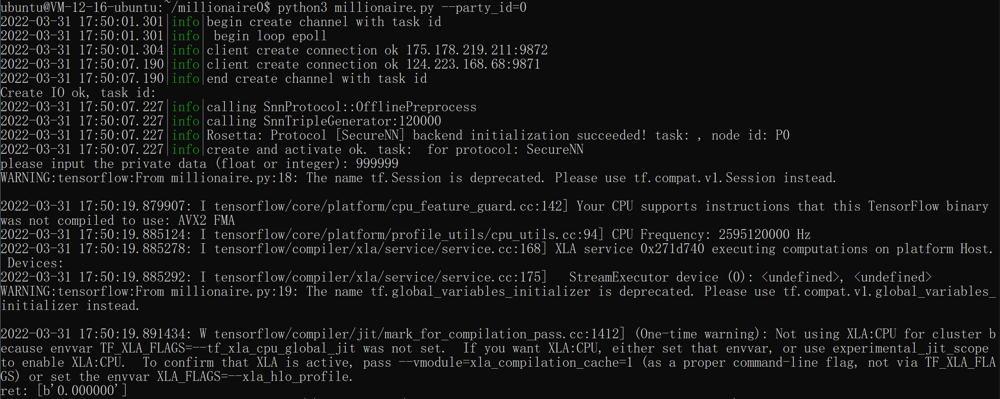 ubuntu@VM-12-16-ubuntu:~/millionaire0$ python3 millionaire.py --party_id=0
2022-03-31 17:50:01.301|info|begin create channel with task id
2022-03-31 17:50:01.301|info| begin loop epoll
2022-03-31 17:50:01.304|info|client create connection ok 175.178.219.211:9872
2022-03-31 17:50:07.190|info|client create connection ok 124.223.168.68:9871
2022-03-31 17:50:07.190|info|end create channel with task id
Create IO ok, task id:
2022-03-31 17:50:07.227|info|calling SnnProtocol::OfflinePreprocess
2022-03-31 17:50:07.227|info|calling SnnTripleGenerator:120000
2022-03-31 17:50:07.227|info|Rosetta: Protocol [SecureNN] backend initialization succeeded! task: , node id: P0
2022-03-31 17:50:07.227|info|create and activate ok. task:  for protocol: SecureNN
please input the private data (float or integer): 999999
WARNING:tensorflow:From millionaire.py:18: The name tf.Session is deprecated. Please use tf.compat.v1.Session instead.
2022-03-31 17:50:19.879907: I tensorflow/core/platform/cpu_feature_guard.cc:142] Your CPU supports instructions that this TensorFlow binary
was not compiled to use: AVX2 FMA
2022-03-31 17:50:19.885124: I tensorflow/core/platform/profile_utils/cpu_utils.cc:94] CPU Frequency: 2595120000 Hz
2022-03-31 17:50:19.885278: I tensorflow/compiler/xla/service/service.cc:168] XLA service 0x271d740 executing computations on platform Host.
 Devices:
2022-03-31 17:50:19.885292: I tensorflow/compiler/xla/service/service.cc:175]   StreamExecutor device (0): <undefined>, <undefined>
WARNING:tensorflow:From millionaire.py:19: The name tf.global_variables_initializer is deprecated. Please use tf.compat.v1.global_variables_
initializer instead.
2022-03-31 17:50:19.891434: W tensorflow/compiler/jit/mark_for_compilation_pass.cc:1412] (One-time warning): Not using XLA:CPU for cluster b
ecause envvar TF_XLA_FLAGS=--tf_xla_cpu_global_jit was not set.  If you want XLA:CPU, either set that envvar, or use experimental_jit_scope
to enable XLA:CPU.  To confirm that XLA is active, pass --vmodule=xla_compilation_cache=1 (as a proper command-line flag, not via TF_XLA_FLA
GS) or set the envvar XLA_FLAGS=--xla_hlo_profile.
ret: [b'0.000000']